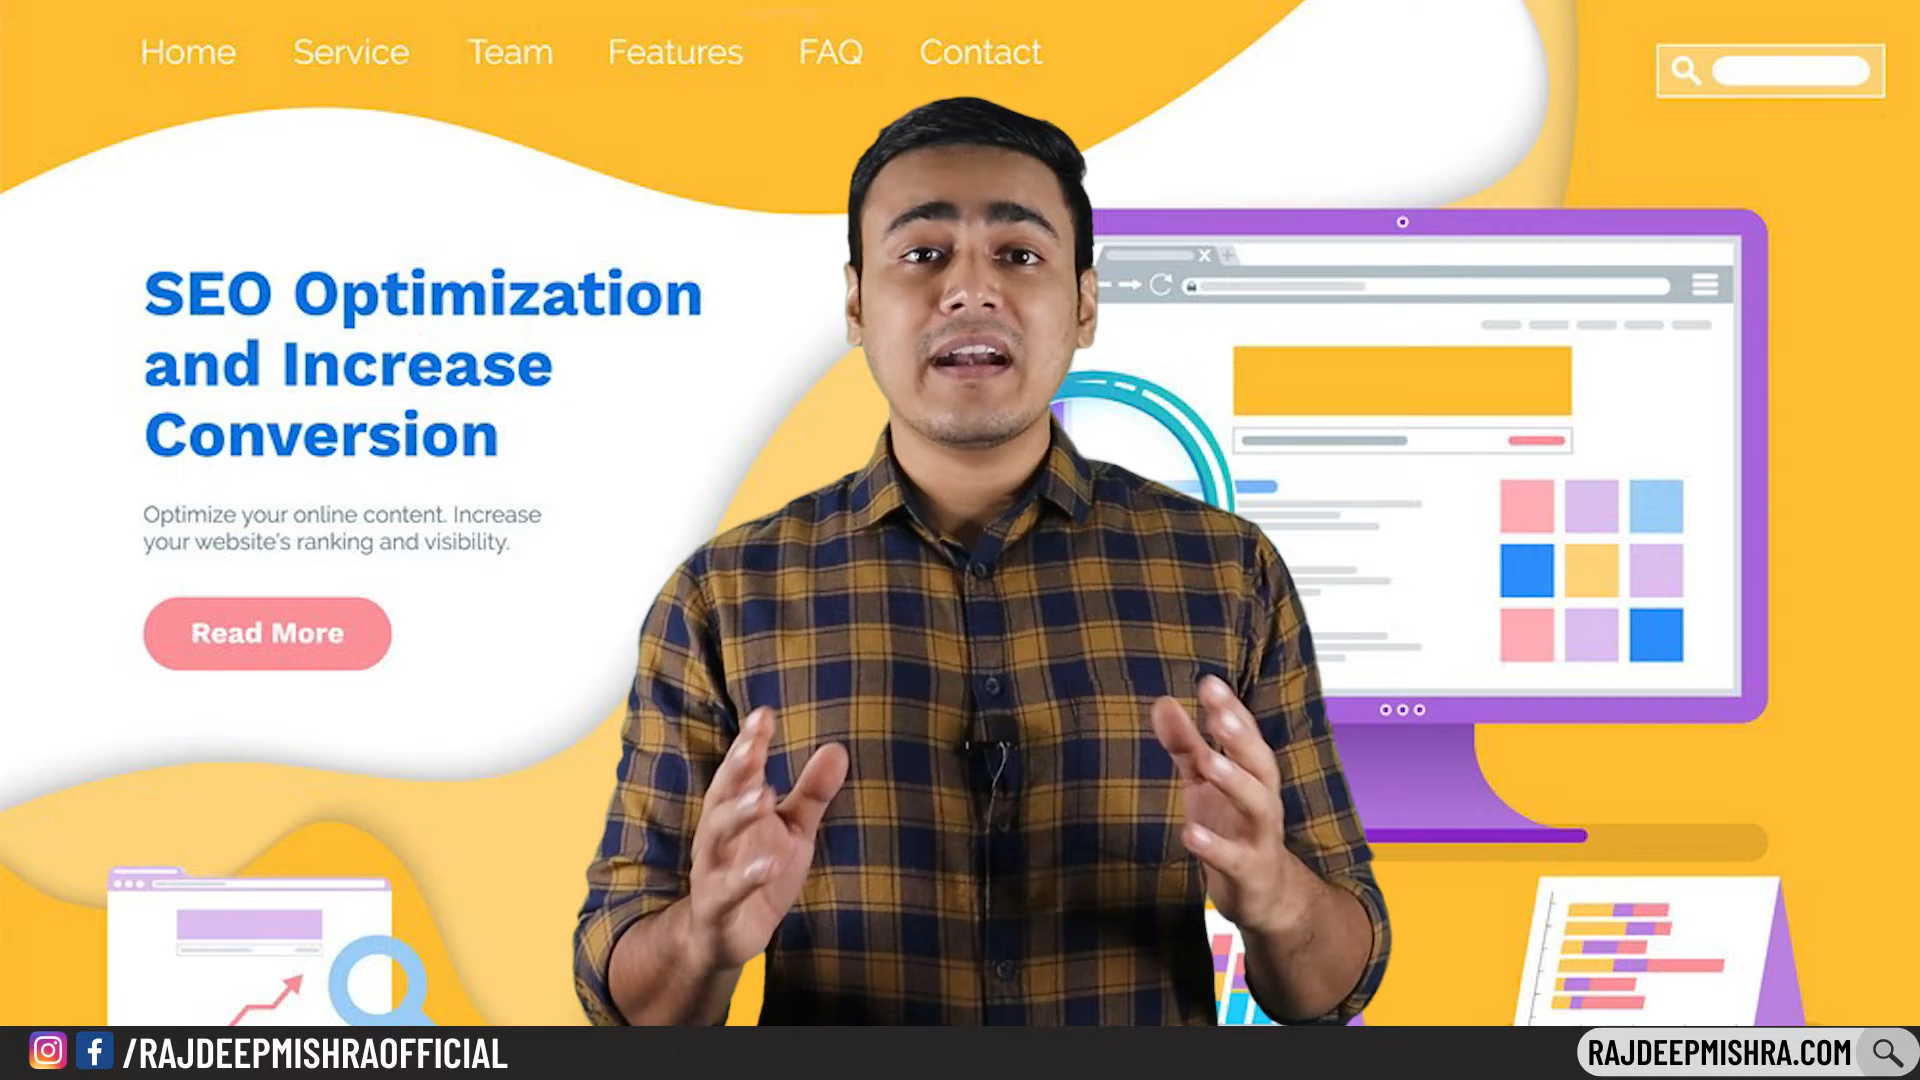 Home Service Team Features FAQ Contact
SEO Optimization
and Increase
Conversion
Optimize your online content. Increase
your website's ranking and visibility.
Read More
/RAJDEEPMISHRAOFFICIAL
RAJDEEPMISHRA.COM